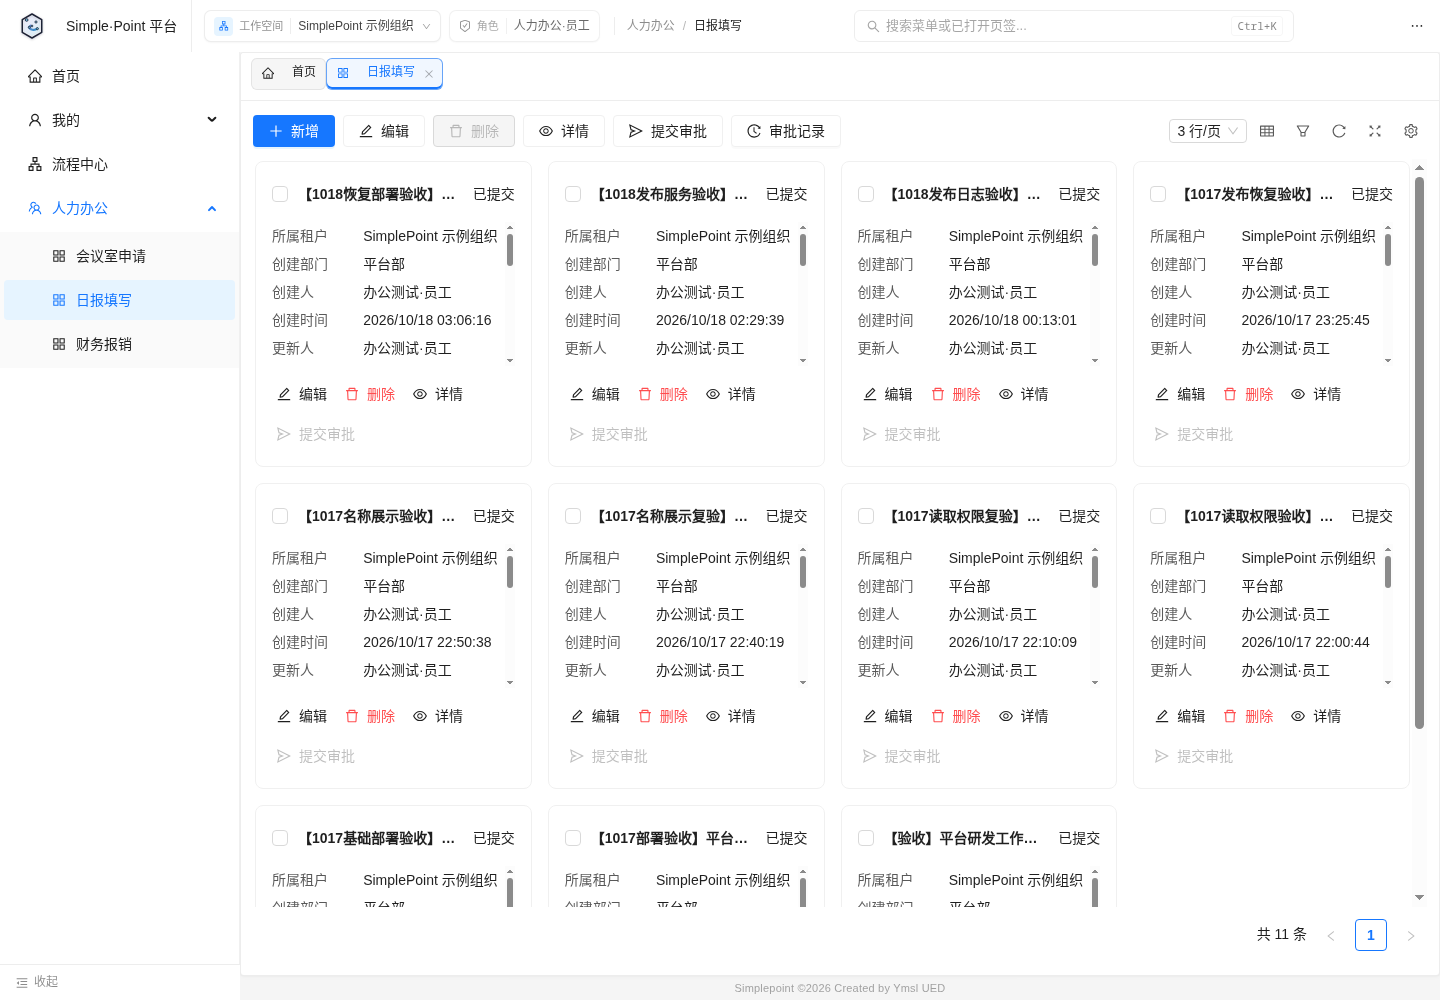 Simple·Point 平台
工作空间 SimplePoint 示例组织
角色 人力办公·员工
人力办公 / 日报填写
搜索菜单或已打开页签... Ctrl+K
首页
我的
流程中心
人力办公
会议室申请
日报填写
财务报销
收起
首页 日报填写
新增 编辑 删除 详情 提交审批 审批记录 3 行/页
【1018恢复部署验收】... 已提交
所属租户 SimplePoint 示例组织
创建部门 平台部
创建人 办公测试·员工
创建时间 2026/10/18 03:06:16
更新人 办公测试·员工
编辑 删除 详情
提交审批
【1018发布服务验收】... 已提交
所属租户 SimplePoint 示例组织
创建部门 平台部
创建人 办公测试·员工
创建时间 2026/10/18 02:29:39
更新人 办公测试·员工
编辑 删除 详情
提交审批
【1018发布日志验收】... 已提交
所属租户 SimplePoint 示例组织
创建部门 平台部
创建人 办公测试·员工
创建时间 2026/10/18 00:13:01
更新人 办公测试·员工
编辑 删除 详情
提交审批
【1017发布恢复验收】... 已提交
所属租户 SimplePoint 示例组织
创建部门 平台部
创建人 办公测试·员工
创建时间 2026/10/17 23:25:45
更新人 办公测试·员工
编辑 删除 详情
提交审批
【1017名称展示验收】... 已提交
所属租户 SimplePoint 示例组织
创建部门 平台部
创建人 办公测试·员工
创建时间 2026/10/17 22:50:38
更新人 办公测试·员工
编辑 删除 详情
提交审批
【1017名称展示复验】... 已提交
所属租户 SimplePoint 示例组织
创建部门 平台部
创建人 办公测试·员工
创建时间 2026/10/17 22:40:19
更新人 办公测试·员工
编辑 删除 详情
提交审批
【1017读取权限复验】... 已提交
所属租户 SimplePoint 示例组织
创建部门 平台部
创建人 办公测试·员工
创建时间 2026/10/17 22:10:09
更新人 办公测试·员工
编辑 删除 详情
提交审批
【1017读取权限验收】... 已提交
所属租户 SimplePoint 示例组织
创建部门 平台部
创建人 办公测试·员工
创建时间 2026/10/17 22:00:44
更新人 办公测试·员工
编辑 删除 详情
提交审批
【1017基础部署验收】... 已提交
所属租户 SimplePoint 示例组织
创建部门 平台部
【1017部署验收】平台... 已提交
所属租户 SimplePoint 示例组织
创建部门 平台部
【验收】平台研发工作... 已提交
所属租户 SimplePoint 示例组织
创建部门 平台部
共 11 条 1
Simplepoint ©2026 Created by Ymsl UED